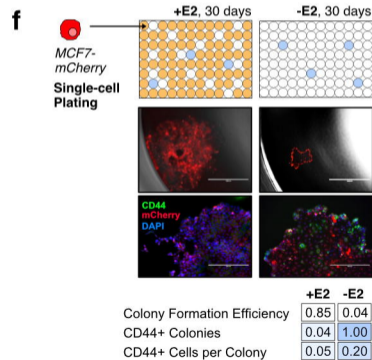 f
+E2, 30 days
-E2, 30 days
MCF7-
mCherry
Single-cell
Plating
CD44
mCherry
DAPI
+E2 -E2
Colony Formation Efficiency 0.85 0.04
CD44+ Colonies 0.04 1.00
CD44+ Cells per Colony 0.05 0.20